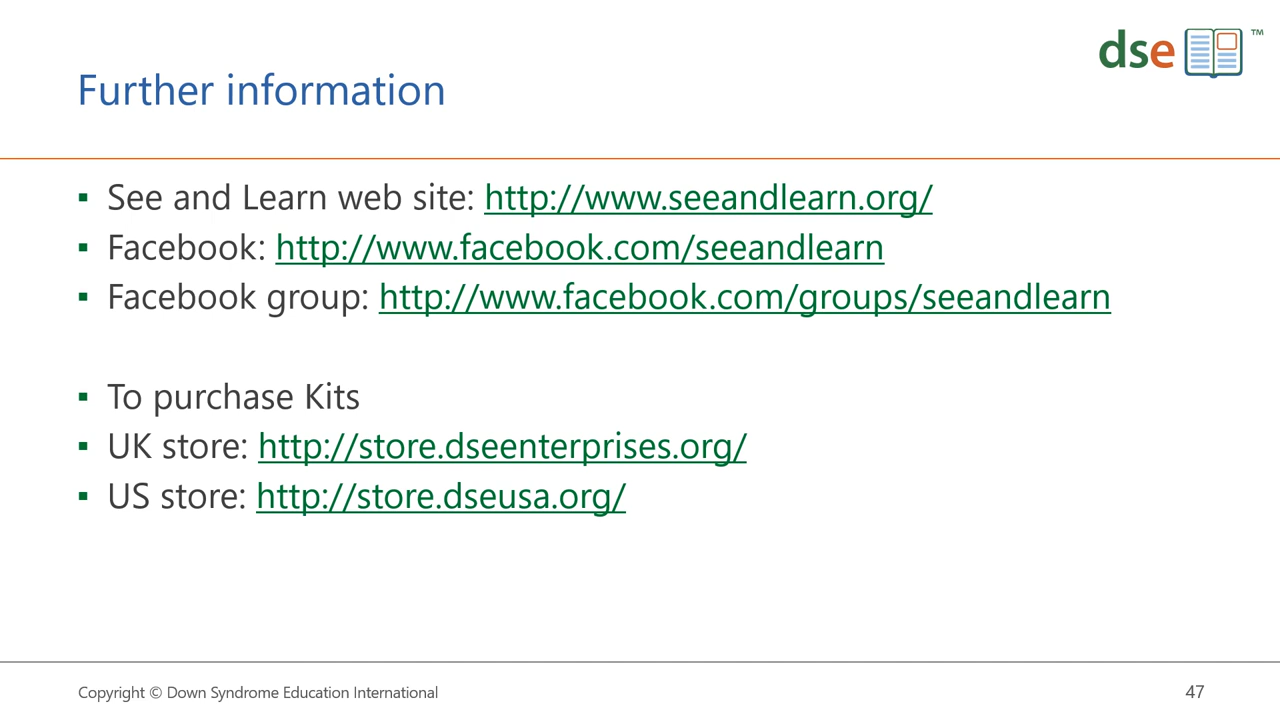 dse ™
Further information
▪ See and Learn web site: http://www.seeandlearn.org/
▪ Facebook: http://www.facebook.com/seeandlearn
▪ Facebook group: http://www.facebook.com/groups/seeandlearn
▪ To purchase Kits
▪ UK store: http://store.dseenterprises.org/
▪ US store: http://store.dseusa.org/
Copyright © Down Syndrome Education International
47